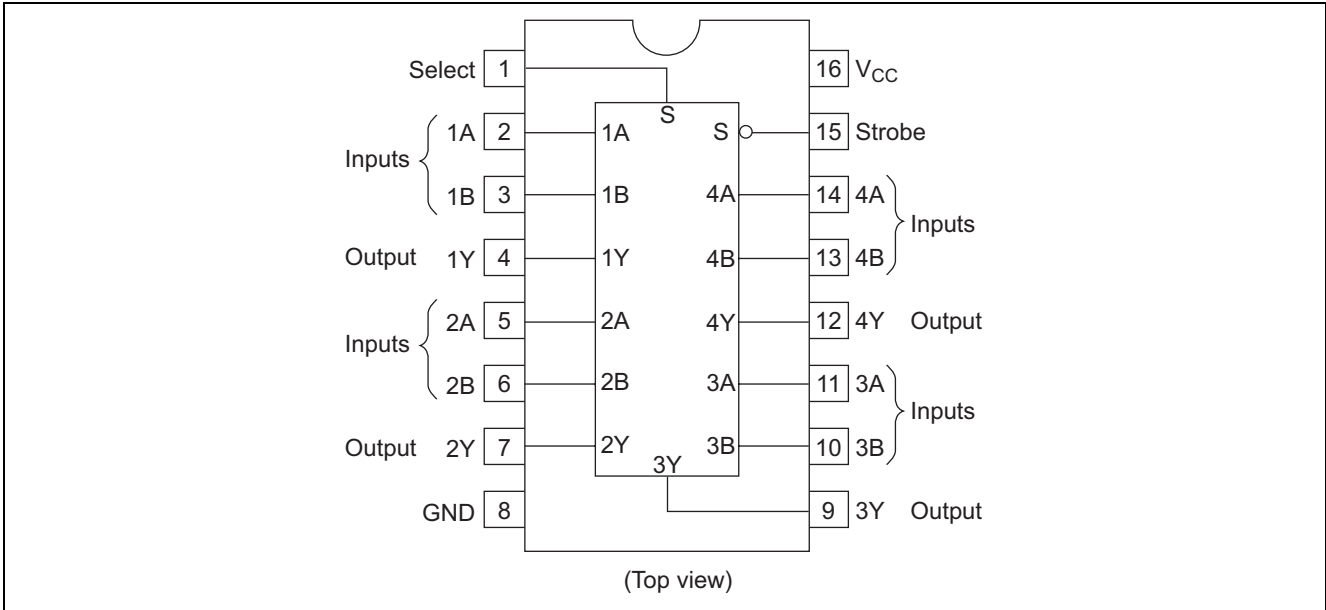 Select 1
16 VCC
S
1A 2 1A
S 15 Strobe
Inputs
1B 3 1B
4A 14 4A
Inputs
Output 1Y 4 1Y
4B 13 4B
2A 5 2A
4Y 12 4Y Output
Inputs
2B 6 2B
3A 11 3A
Inputs
Output 2Y 7 2Y
3B 10 3B
3Y
GND 8
9 3Y Output
(Top view)